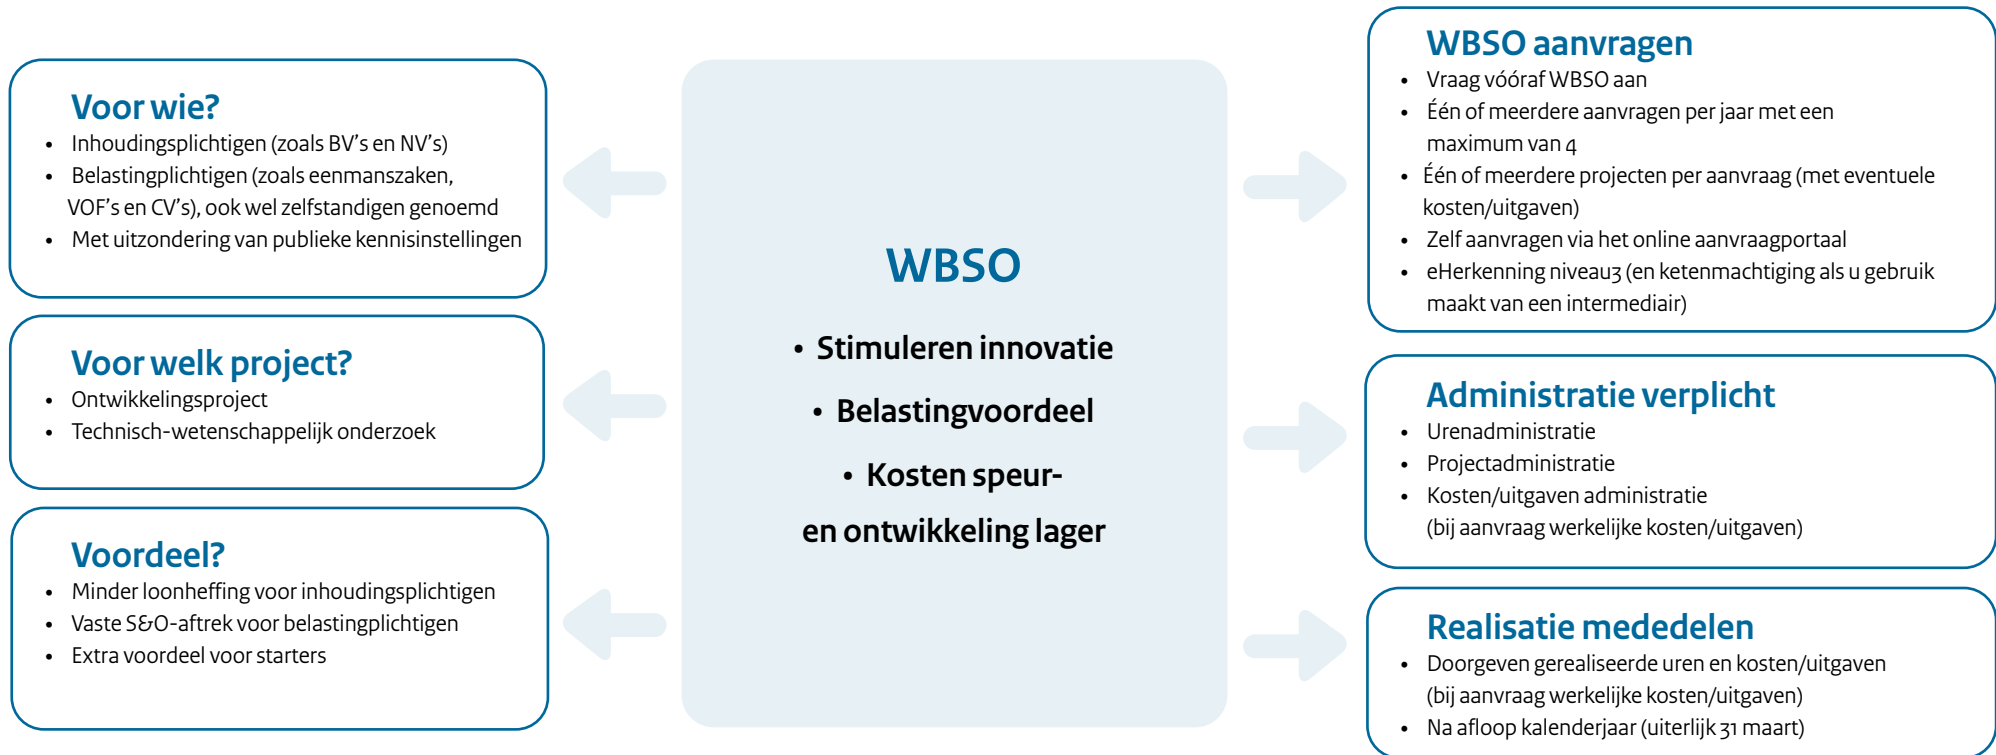 Voor wie?
• Inhoudingsplichtigen (zoals BV’s en NV’s)
• Belastingplichtigen (zoals eenmanszaken,
VOF’s en CV’s), ook wel zelfstandigen genoemd
• Met uitzondering van publieke kennisinstellingen
Voor welk project?
• Ontwikkelingsproject
• Technisch-wetenschappelijk onderzoek
Voordeel?
• Minder loonheffing voor inhoudingsplichtigen
• Vaste S&O-aftrek voor belastingplichtigen
• Extra voordeel voor starters
WBSO
• Stimuleren innovatie
• Belastingvoordeel
• Kosten speur-
en ontwikkeling lager
WBSO aanvragen
• Vraag vóóraf WBSO aan
• Één of meerdere aanvragen per jaar met een
maximum van 4
• Één of meerdere projecten per aanvraag (met eventuele
kosten/uitgaven)
• Zelf aanvragen via het online aanvraagportaal
• eHerkenning niveau3 (en ketenmachtiging als u gebruik
maakt van een intermediair)
Administratie verplicht
• Urenadministratie
• Projectadministratie
• Kosten/uitgaven administratie
(bij aanvraag werkelijke kosten/uitgaven)
Realisatie mededelen
• Doorgeven gerealiseerde uren en kosten/uitgaven
(bij aanvraag werkelijke kosten/uitgaven)
• Na afloop kalenderjaar (uiterlijk 31 maart)